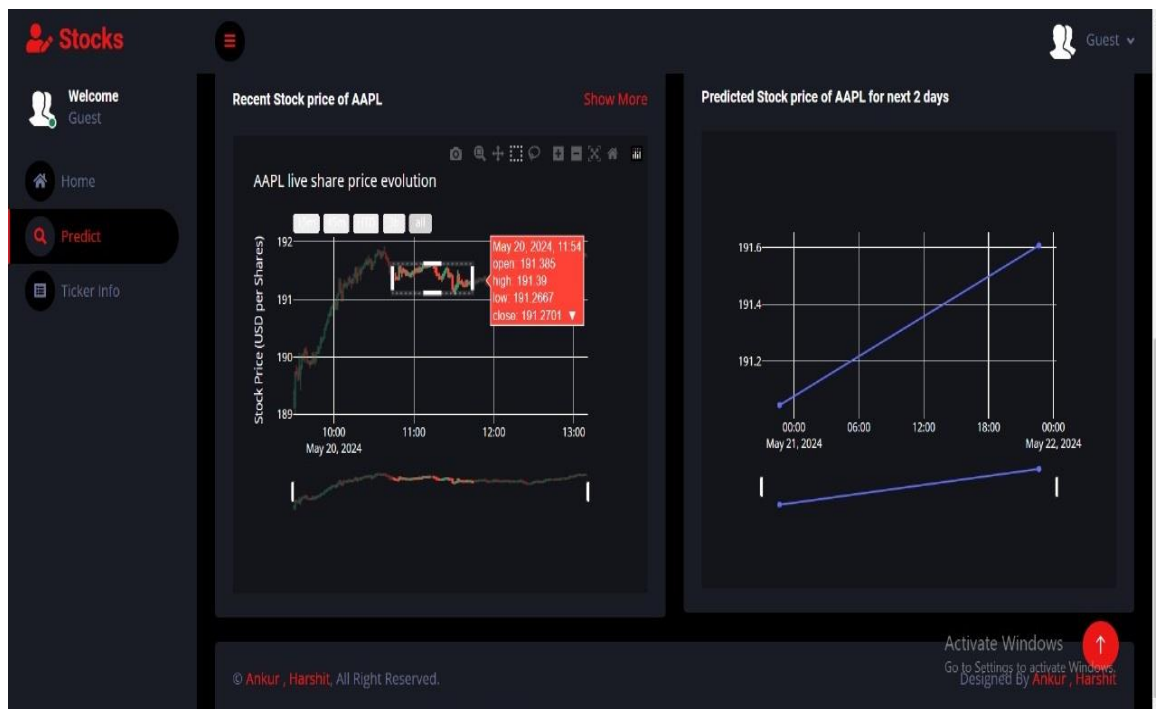 Stocks
Guest
Welcome
Guest
Home
Predict
Ticker Info
Recent Stock price of AAPL
Show More
AAPL live share price evolution
all
Stock Price (USD per Shares)
192
191
190
189
May 20, 2024, 11:54
open: 191.385
high: 191.39
low: 191.2667
close: 191.2701 ▼
10:00 11:00 12:00 13:00
May 20, 2024
Predicted Stock price of AAPL for next 2 days
191.6
191.4
191.2
00:00 06:00 12:00 18:00 00:00
May 21, 2024 May 22, 2024
Activate Windows
Go to Settings to activate Windows.
© Ankur , Harshit, All Right Reserved.
Designed By Ankur , Harshit